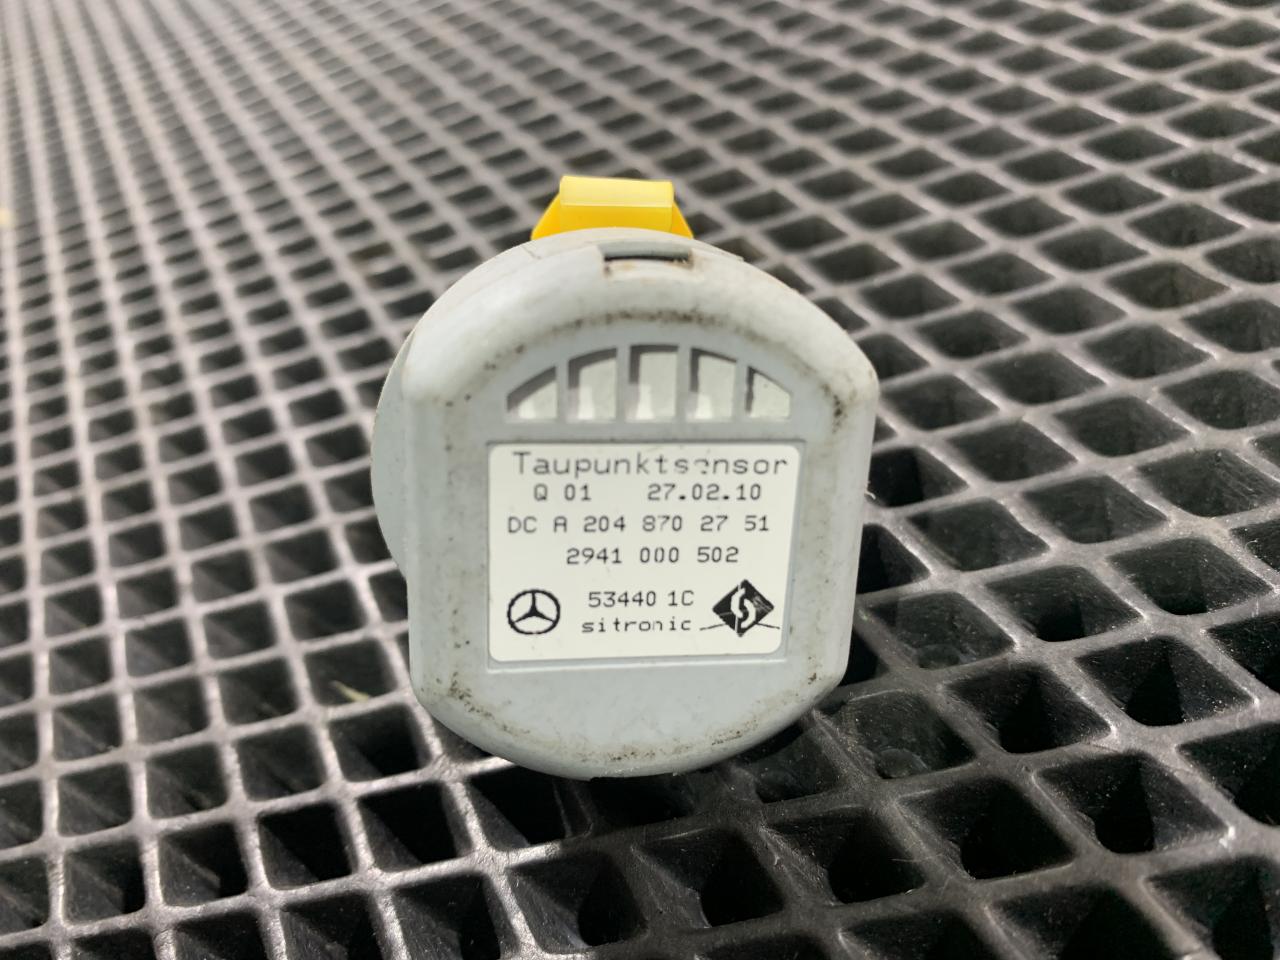 Taupunktsensor
Q 01 27.02.10
DC A 204 870 27 51
2941 000 502
53440 1C
sitronic